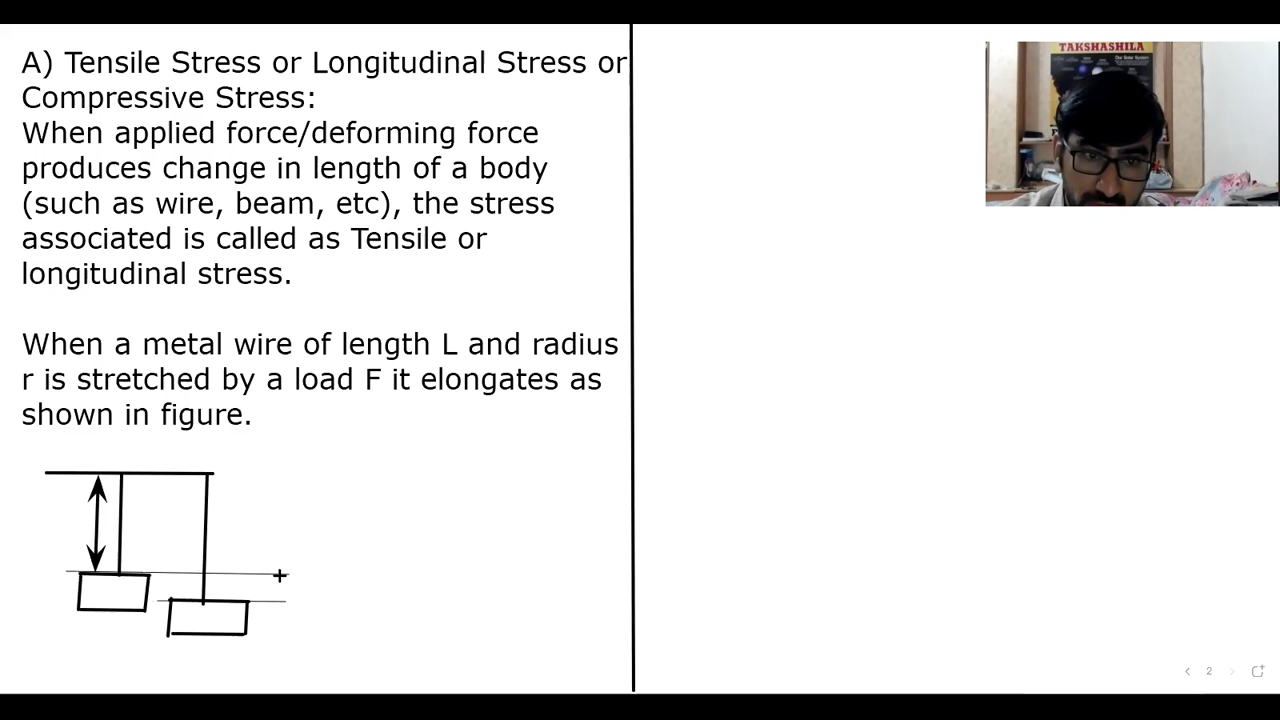 A) Tensile Stress or Longitudinal Stress or
Compressive Stress:
When applied force/deforming force
produces change in length of a body
(such as wire, beam, etc), the stress
associated is called as Tensile or
longitudinal stress.
When a metal wire of length L and radius
r is stretched by a load F it elongates as
shown in figure.
TAKSHASHILA
2